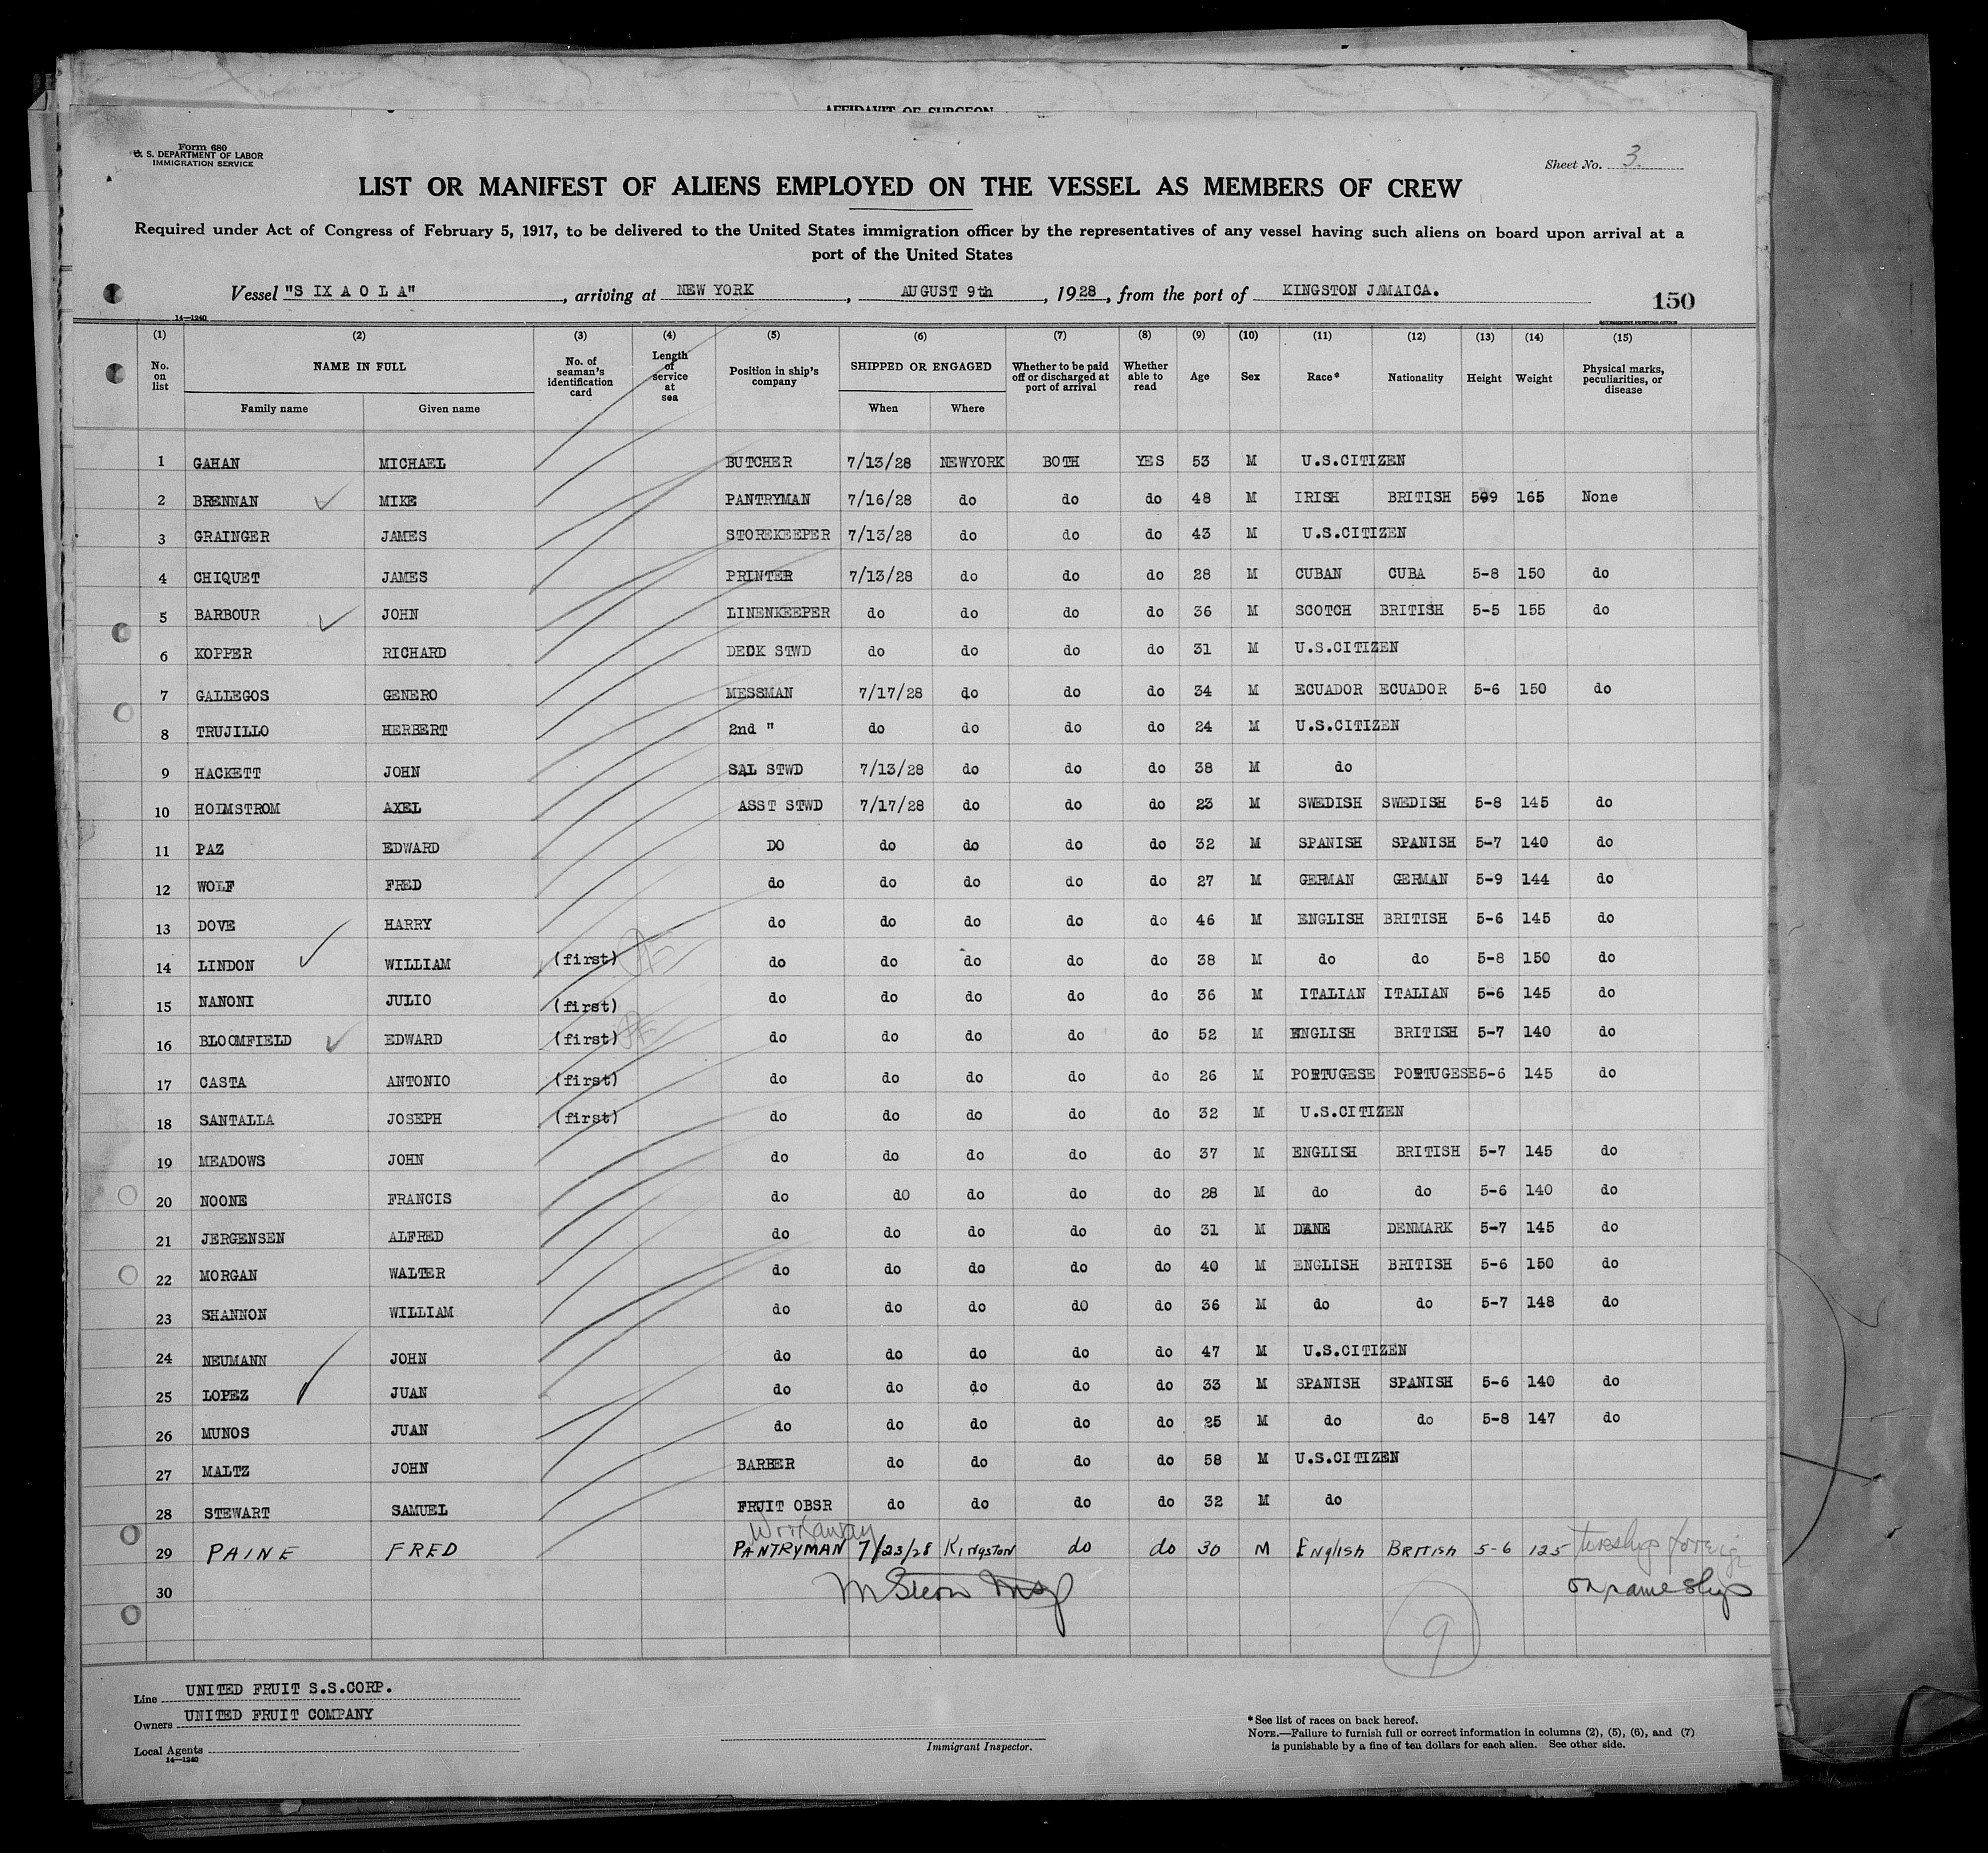 AFFIDAVIT OF SURGEON
Form 680
U. S. DEPARTMENT OF LABOR
IMMIGRATION SERVICE
Sheet No. 3.
LIST OR MANIFEST OF ALIENS EMPLOYED ON THE VESSEL AS MEMBERS OF CREW
Required under Act of Congress of February 5, 1917, to be delivered to the United States immigration officer by the representatives of any vessel having such aliens on board upon arrival at a
port of the United States
Vessel "S IX A O L A", arriving at NEW YORK, AUGUST 9th, 1928, from the port of KINGSTON JAMAICA.
150
14—1240
GOVERNMENT PRINTING OFFICE
(1) (2) (3) (4) (5) (6) (7) (8) (9) (10) (11) (12) (13) (14) (15)
No. on list NAME IN FULL Family name Given name No. of seaman's identification card Length of service at sea Position in ship's company SHIPPED OR ENGAGED When Where Whether to be paid off or discharged at port of arrival Whether able to read Age Sex Race* Nationality Height Weight Physical marks, peculiarities, or disease
1 GAHAN MICHAEL BUTCHER 7/13/28 NEWYORK BOTH YES 53 M U.S.CITIZEN
2 BRENNAN MIKE PANTRYMAN 7/16/28 do do do 48 M IRISH BRITISH 5-9 165 None
3 GRAINGER JAMES STOREKEEPER 7/13/28 do do do 43 M U.S.CITIZEN
4 CHIQUET JAMES PRINTER 7/13/28 do do do 28 M CUBAN CUBA 5-8 150 do
5 BARBOUR JOHN LINENKEEPER do do do do 36 M SCOTCH BRITISH 5-5 155 do
6 KOPPER RICHARD DECK STWD do do do do 31 M U.S.CITIZEN
7 GALLEGOS GENERO MESSMAN 7/17/28 do do do 34 M ECUADOR ECUADOR 5-6 150 do
8 TRUJILLO HERBERT 2nd " do do do do 24 M U.S.CITIZEN
9 HACKETT JOHN SAL STWD 7/13/28 do do do 38 M do
10 HOLMSTROM AXEL ASST STWD 7/17/28 do do do 23 M SWEDISH SWEDISH 5-8 145 do
11 PAZ EDWARD DO do do do do 32 M SPANISH SPANISH 5-7 140 do
12 WOLF FRED do do do do do 27 M GERMAN GERMAN 5-9 144 do
13 DOVE HARRY do do do do do 46 M ENGLISH BRITISH 5-6 145 do
14 LINDON WILLIAM (first) do do do do do 38 M do do 5-8 150 do
15 NANONI JULIO (first) do do do do do 36 M ITALIAN ITALIAN 5-6 145 do
16 BLOOMFIELD EDWARD (first) do do do do do 52 M ENGLISH BRITISH 5-7 140 do
17 CASTA ANTONIO (first) do do do do do 26 M PORTUGESE PORTUGESE 5-6 145 do
18 SANTALLA JOSEPH (first) do do do do do 32 M U.S.CITIZEN
19 MEADOWS JOHN do do do do do 37 M ENGLISH BRITISH 5-7 145 do
20 NOONE FRANCIS do do do do do 28 M do do 5-6 140 do
21 JERGENSEN ALFRED do do do do do 31 M DANE DENMARK 5-7 145 do
22 MORGAN WALTER do do do do do 40 M ENGLISH BRITISH 5-6 150 do
23 SHANNON WILLIAM do do do do do 36 M do do 5-7 148 do
24 NEUMANN JOHN do do do do do 47 M U.S.CITIZEN
25 LOPEZ JUAN do do do do do 33 M SPANISH SPANISH 5-6 140 do
26 MUNOS JUAN do do do do do 25 M do do 5-8 147 do
27 MALTZ JOHN BARBER do do do do 58 M U.S.CITIZEN
28 STEWART SAMUEL FRUIT OBSR do do do do 32 M do
Workaway
29 PAINE FRED PANTRYMAN 7/23/28 Kingston do do 30 M English British 5-6 125 foreign
30 on same ship
9
Line UNITED FRUIT S.S.CORP.
Owners UNITED FRUIT COMPANY
Local Agents
14—1240
Immigrant Inspector.
*See list of races on back hereof.
NOTE.—Failure to furnish full or correct information in columns (2), (5), (6), and (7)
is punishable by a fine of ten dollars for each alien. See other side.